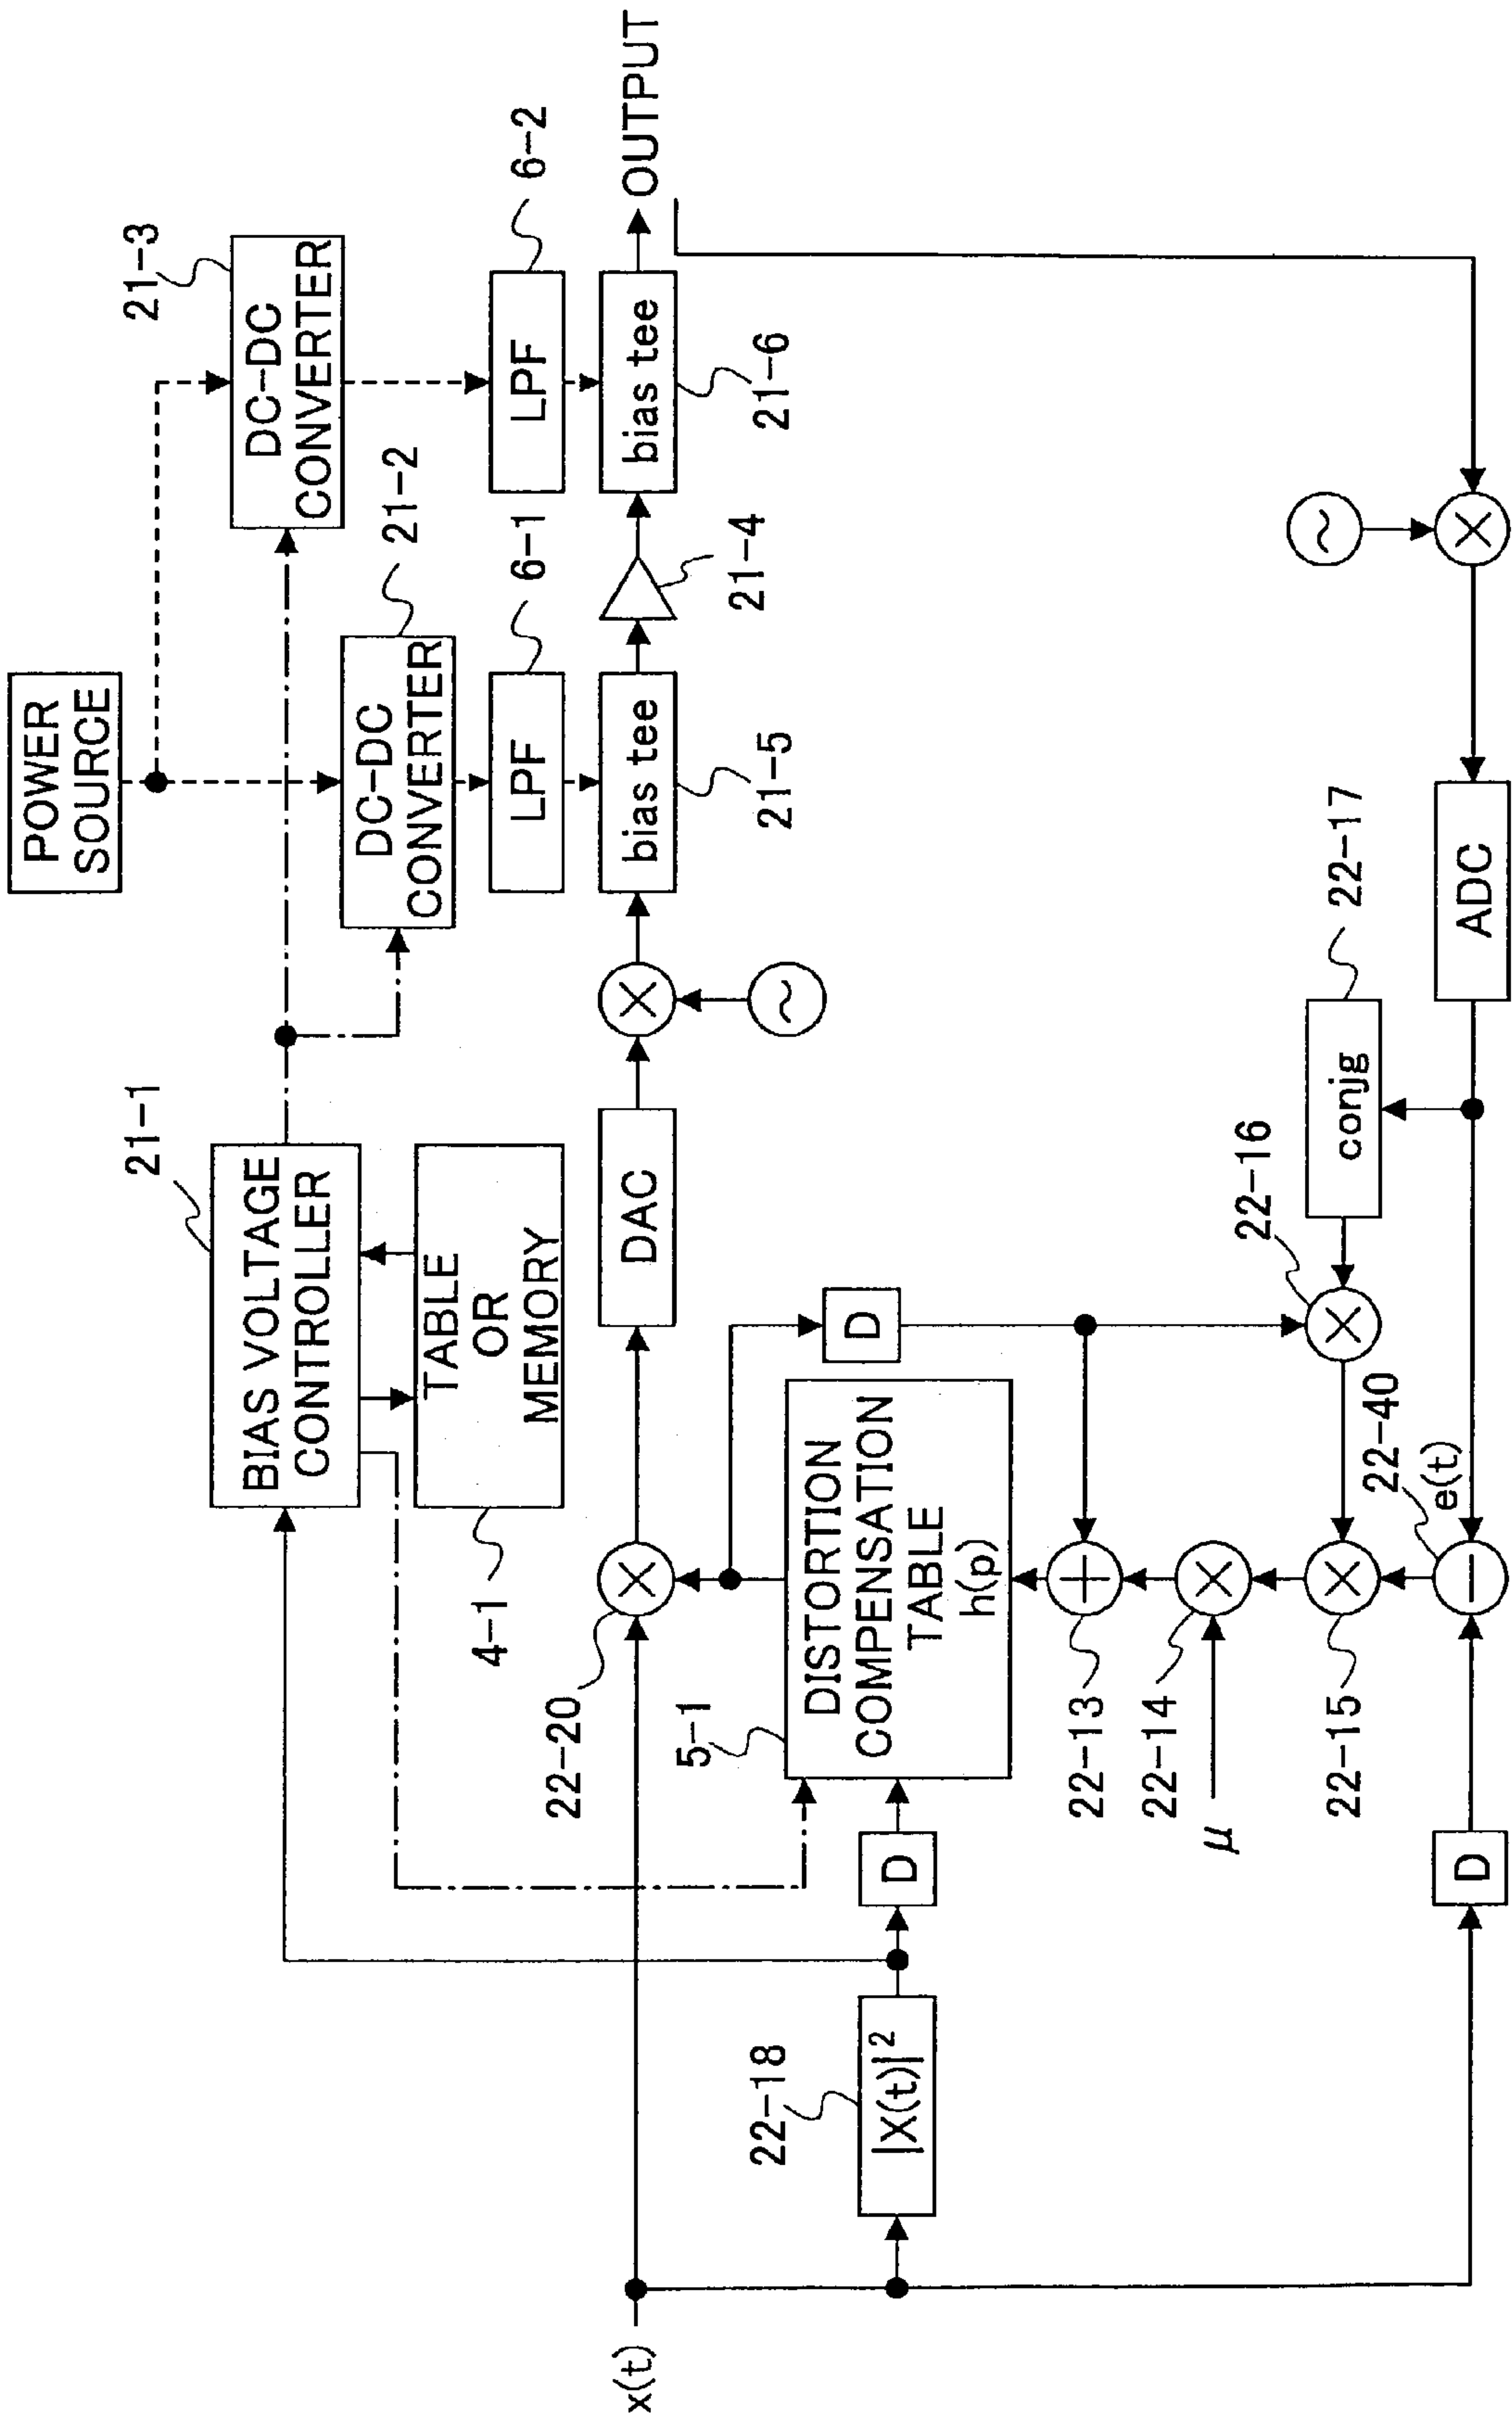 POWER
SOURCE
21-3
DC-DC
CONVERTER
21-2
DC-DC
CONVERTER
6-2
LPF
6-1
LPF
21-1
BIAS VOLTAGE
CONTROLLER
TABLE
OR
MEMORY
4-1
x(t)
22-20
DAC
~
bias tee
21-5
21-4
bias tee
21-6
OUTPUT
22-18
|X(t)|²
D
5-1
DISTORTION
COMPENSATION
TABLE
h(p)
D
22-13
22-14
μ
22-15
22-16
conjg
22-17
~
D
22-40
e(t)
ADC